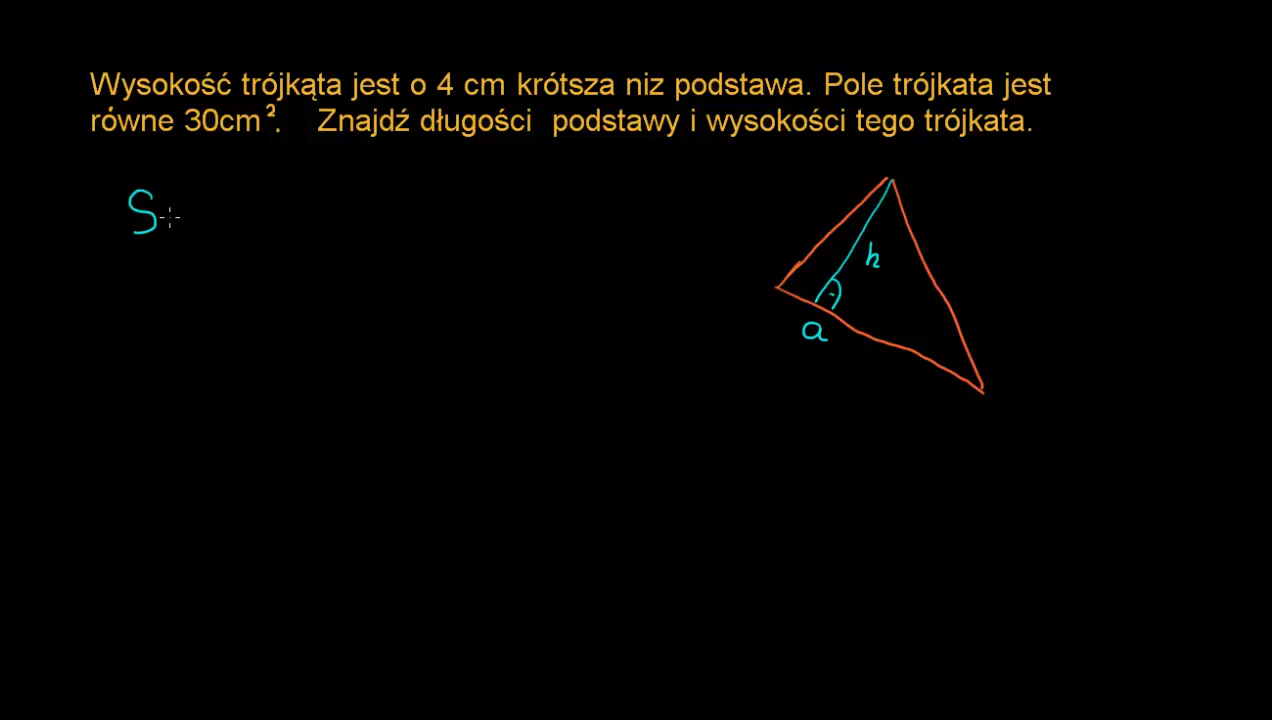 Wysokość trójkąta jest o 4 cm krótsza niz podstawa. Pole trójkata jest
równe 30cm². Znajdź długości podstawy i wysokości tego trójkata.
S
h
a